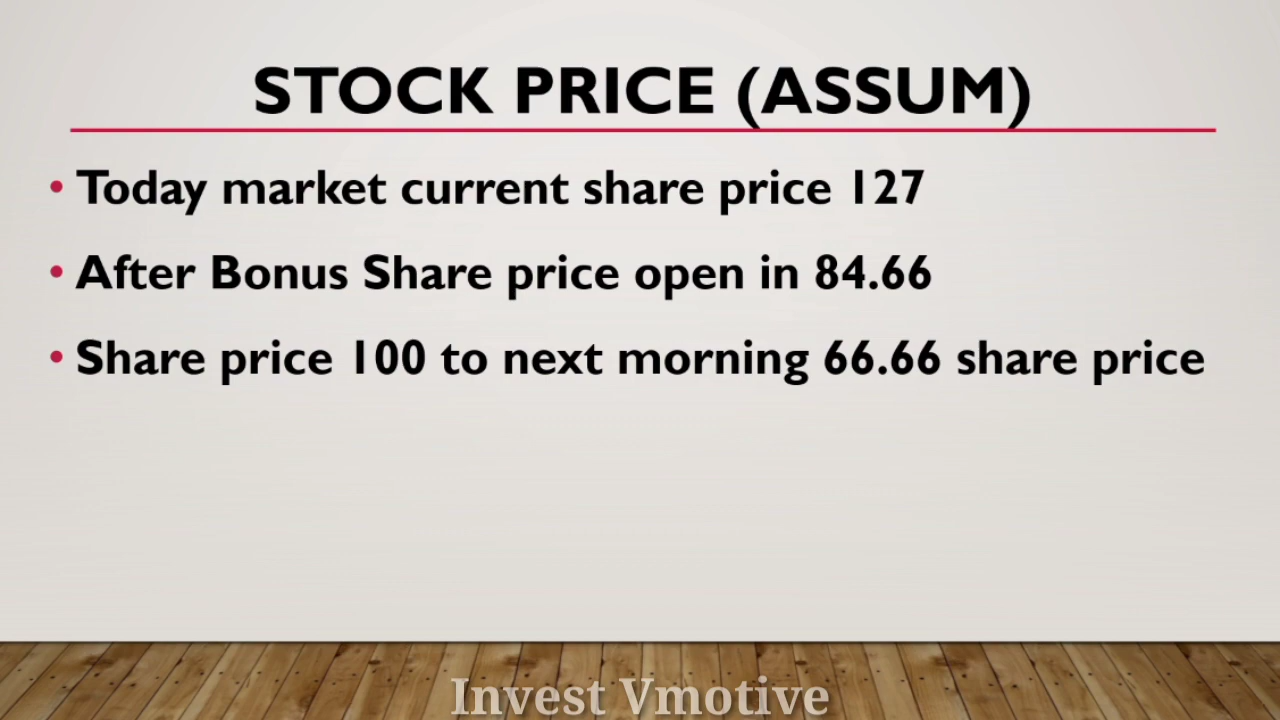 STOCK PRICE (ASSUM)
• Today market current share price 127
• After Bonus Share price open in 84.66
• Share price 100 to next morning 66.66 share price
Invest Vmotive